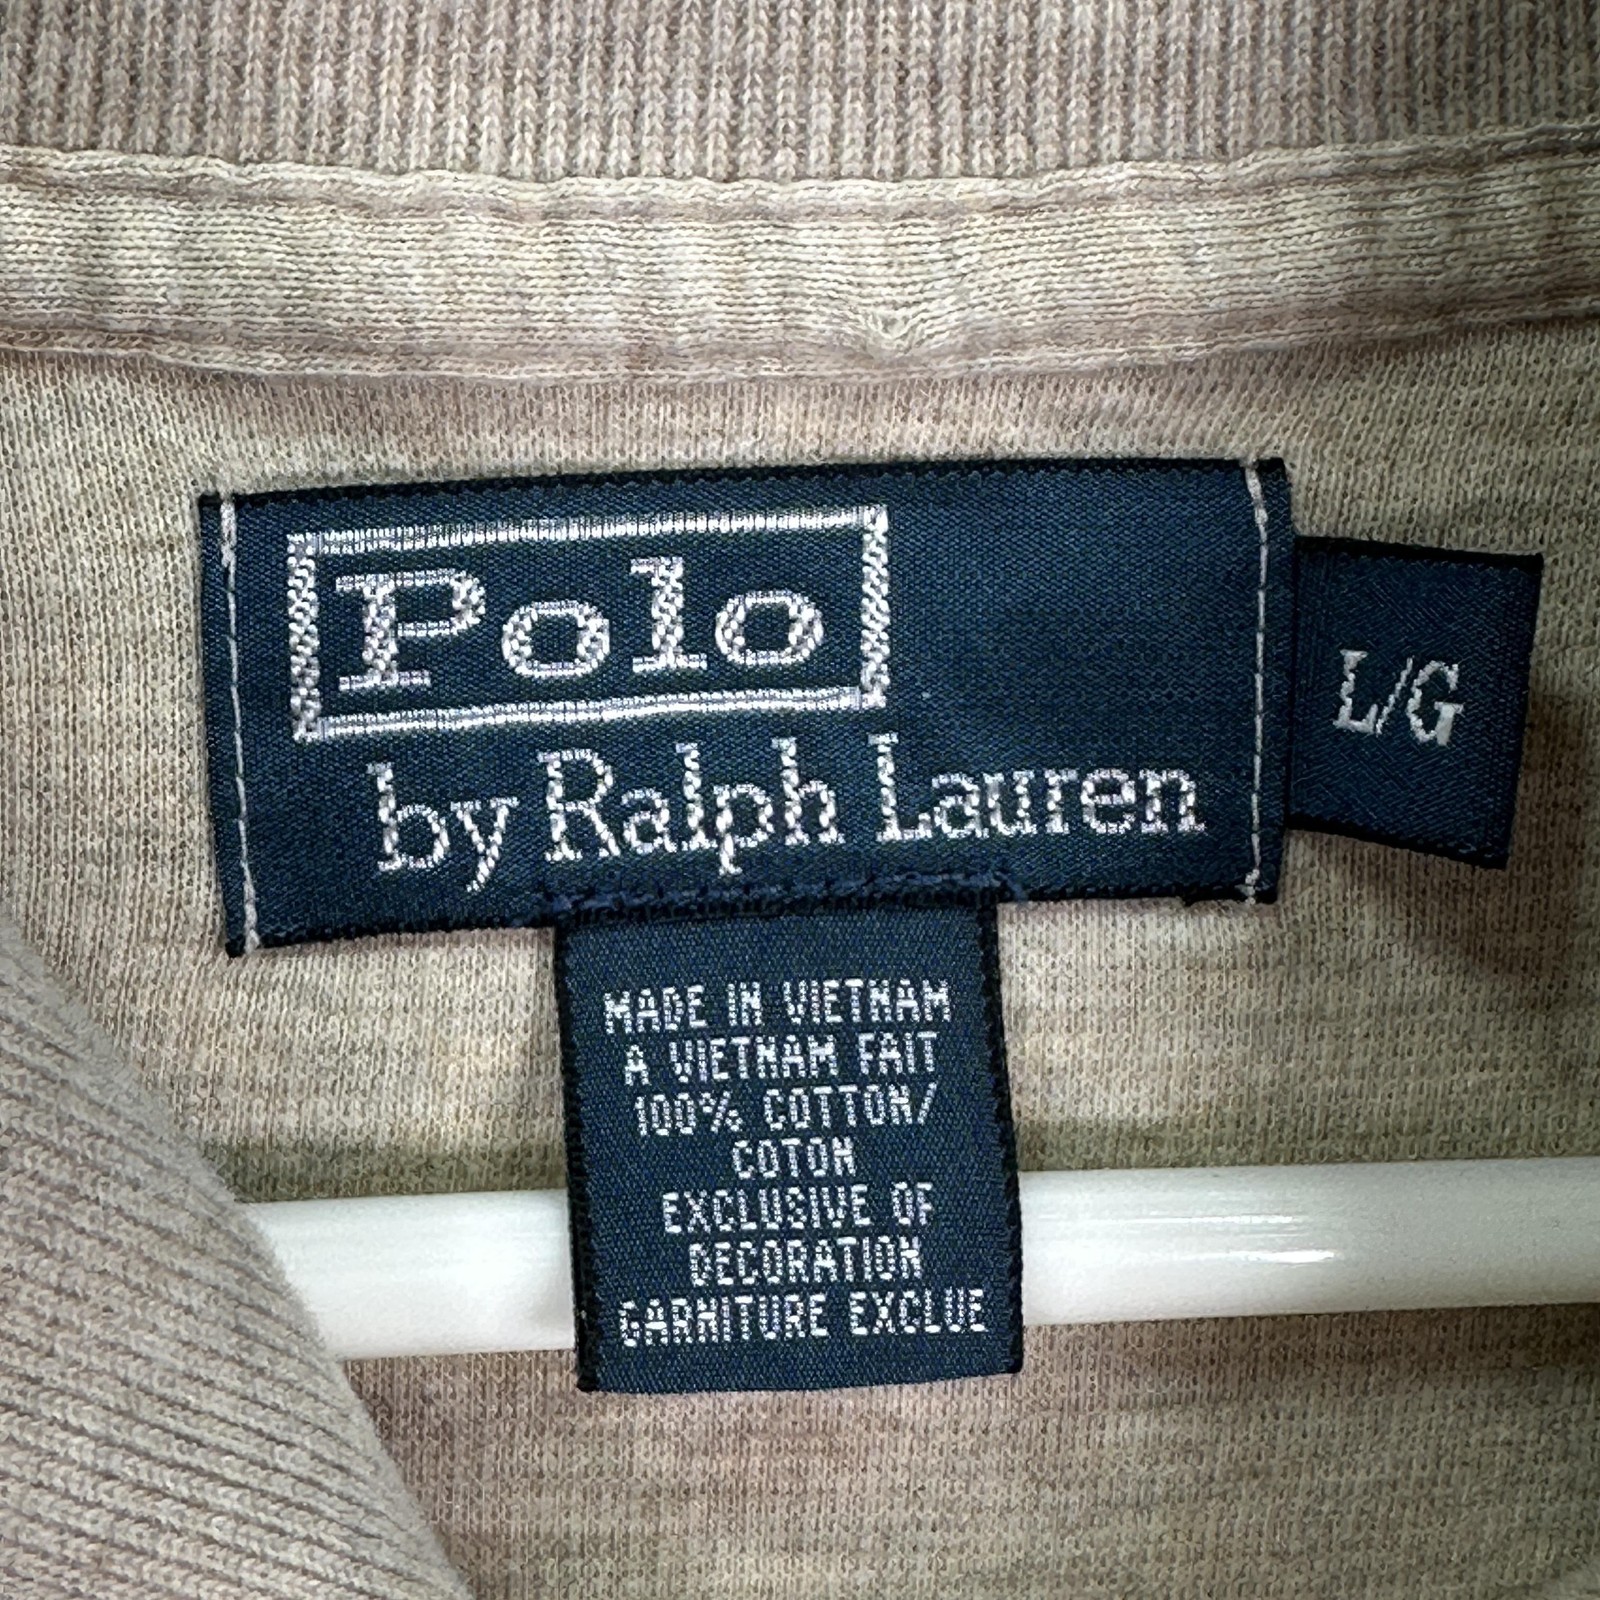 Polo
by Ralph Lauren
L/G
MADE IN VIETNAM
A VIETNAM FAIT
100% COTTON/
COTON
EXCLUSIVE OF
DECORATION
GARNITURE EXCLUE